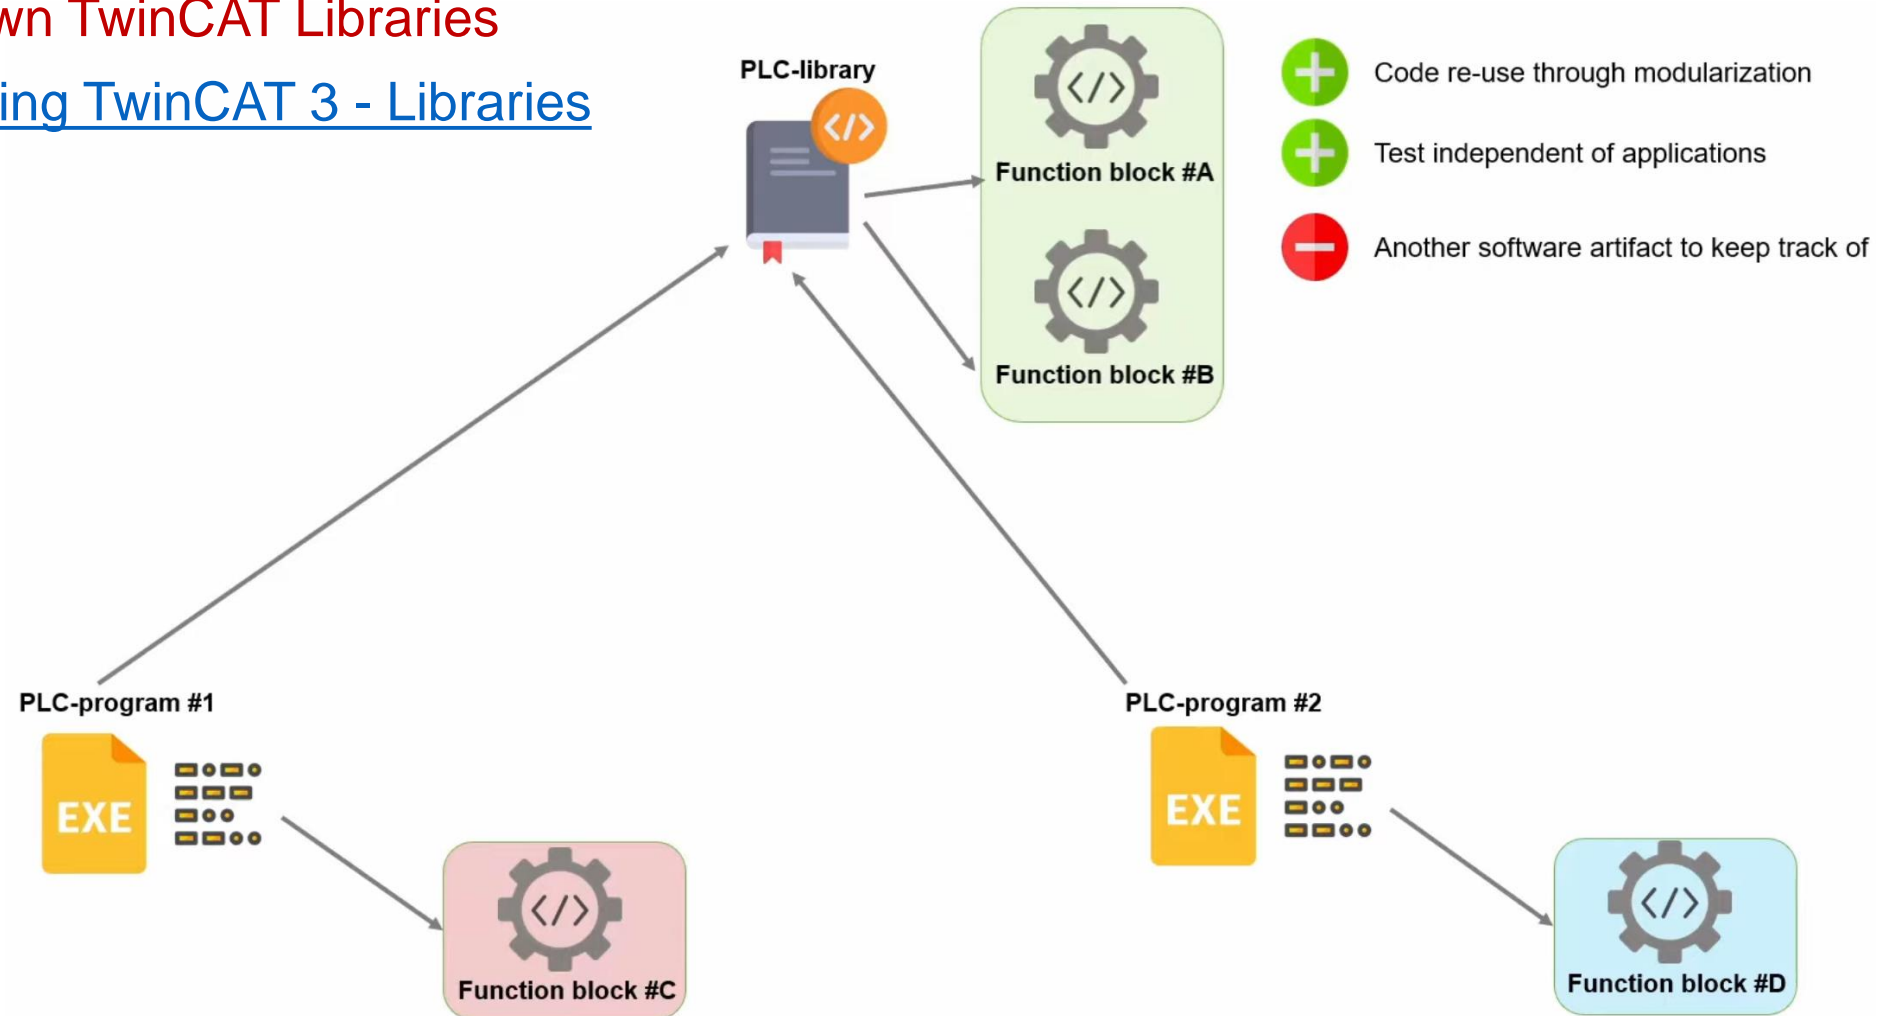 wn TwinCAT Libraries
ing TwinCAT 3 - Libraries
PLC-library
</>
</>
Function block #A
</>
Function block #B
Code re-use through modularization
Test independent of applications
Another software artifact to keep track of
PLC-program #1
EXE
</>
Function block #C
PLC-program #2
EXE
</>
Function block #D